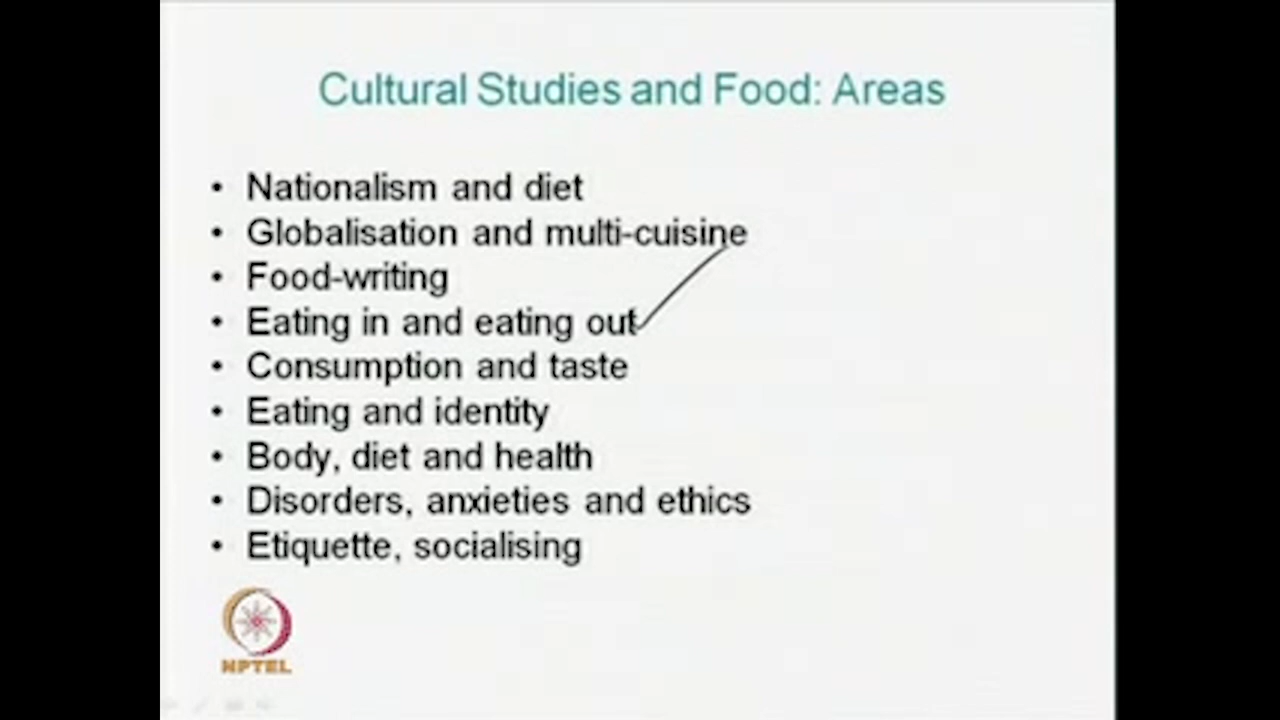 Cultural Studies and Food: Areas
• Nationalism and diet
• Globalisation and multi-cuisine
• Food-writing
• Eating in and eating out
• Consumption and taste
• Eating and identity
• Body, diet and health
• Disorders, anxieties and ethics
• Etiquette, socialising
NPTEL